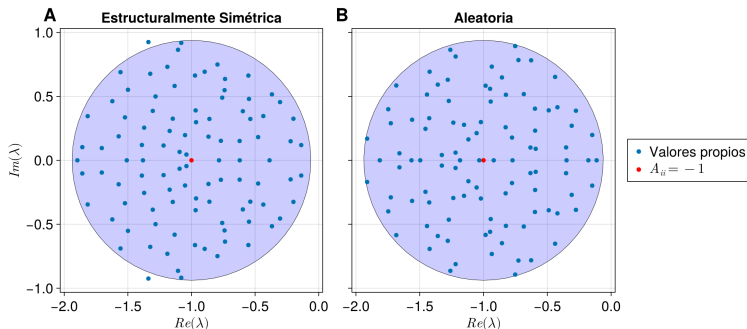 A Estructuralmente Simétrica
B Aleatoria
1.0
0.5
0.0
−0.5
−1.0
Im(λ)
−2.0 −1.5 −1.0 −0.5 0.0
−2.0 −1.5 −1.0 −0.5 0.0
Re(λ)
Re(λ)
Valores propios
A_{ii} = −1